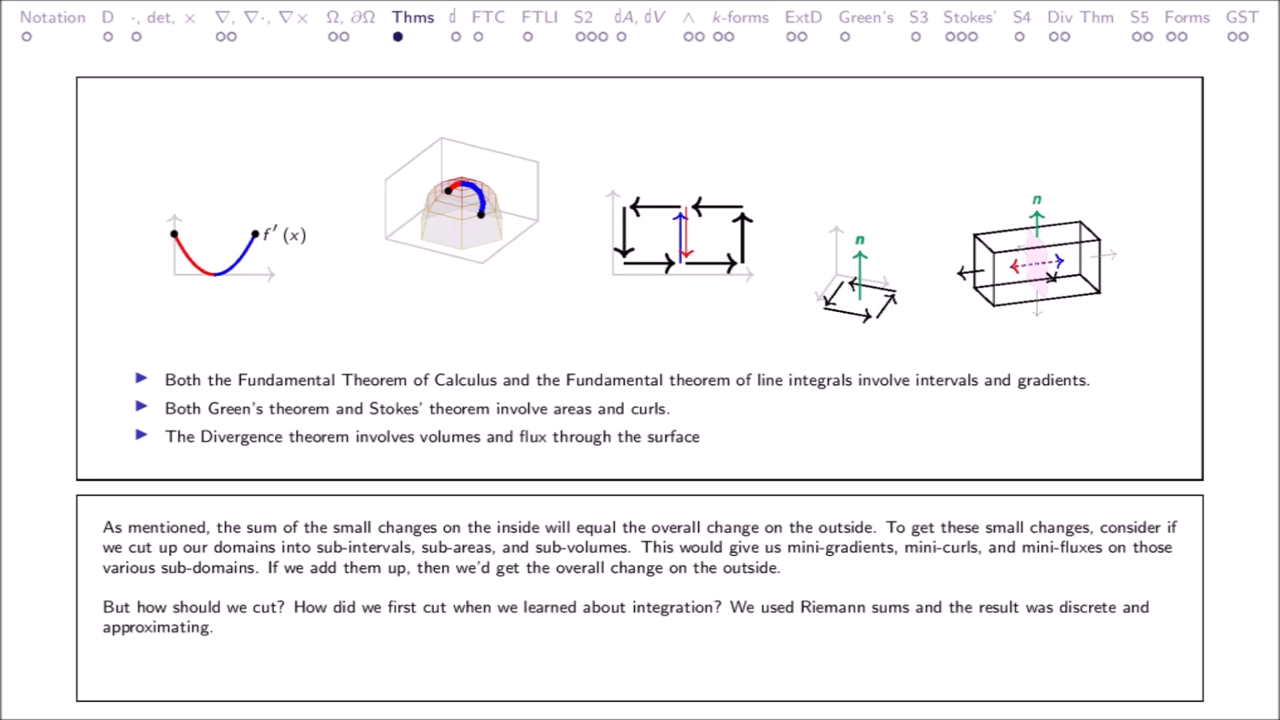 Notation D ·, det, × ∇, ∇·, ∇× Ω, ∂Ω Thms ď FTC FTLI S2 ďA, ďV ∧ k-forms ExtD Green's S3 Stokes' S4 Div Thm S5 Forms GST
f′(x)
n
n
Both the Fundamental Theorem of Calculus and the Fundamental theorem of line integrals involve intervals and gradients.
Both Green's theorem and Stokes' theorem involve areas and curls.
The Divergence theorem involves volumes and flux through the surface
As mentioned, the sum of the small changes on the inside will equal the overall change on the outside. To get these small changes, consider if
we cut up our domains into sub-intervals, sub-areas, and sub-volumes. This would give us mini-gradients, mini-curls, and mini-fluxes on those
various sub-domains. If we add them up, then we'd get the overall change on the outside.
But how should we cut? How did we first cut when we learned about integration? We used Riemann sums and the result was discrete and
approximating.